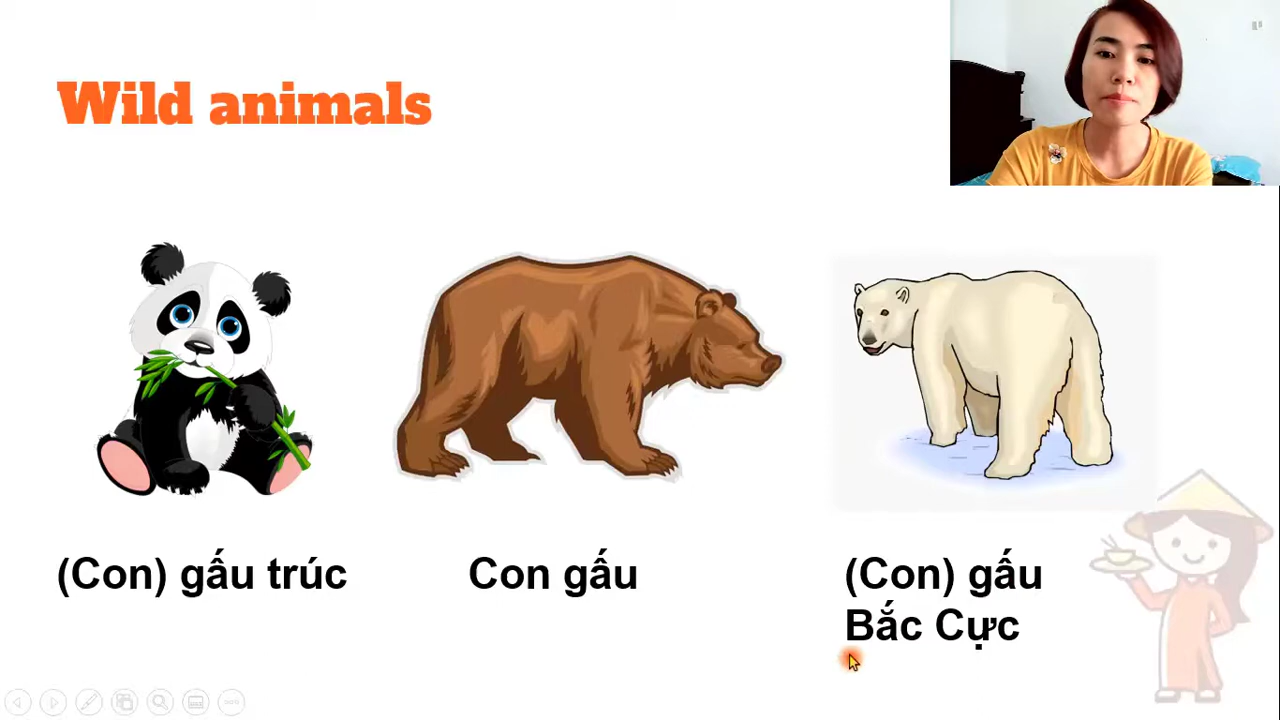 Wild animals
(Con) gấu trúc
Con gấu
(Con) gấu
Bắc Cực